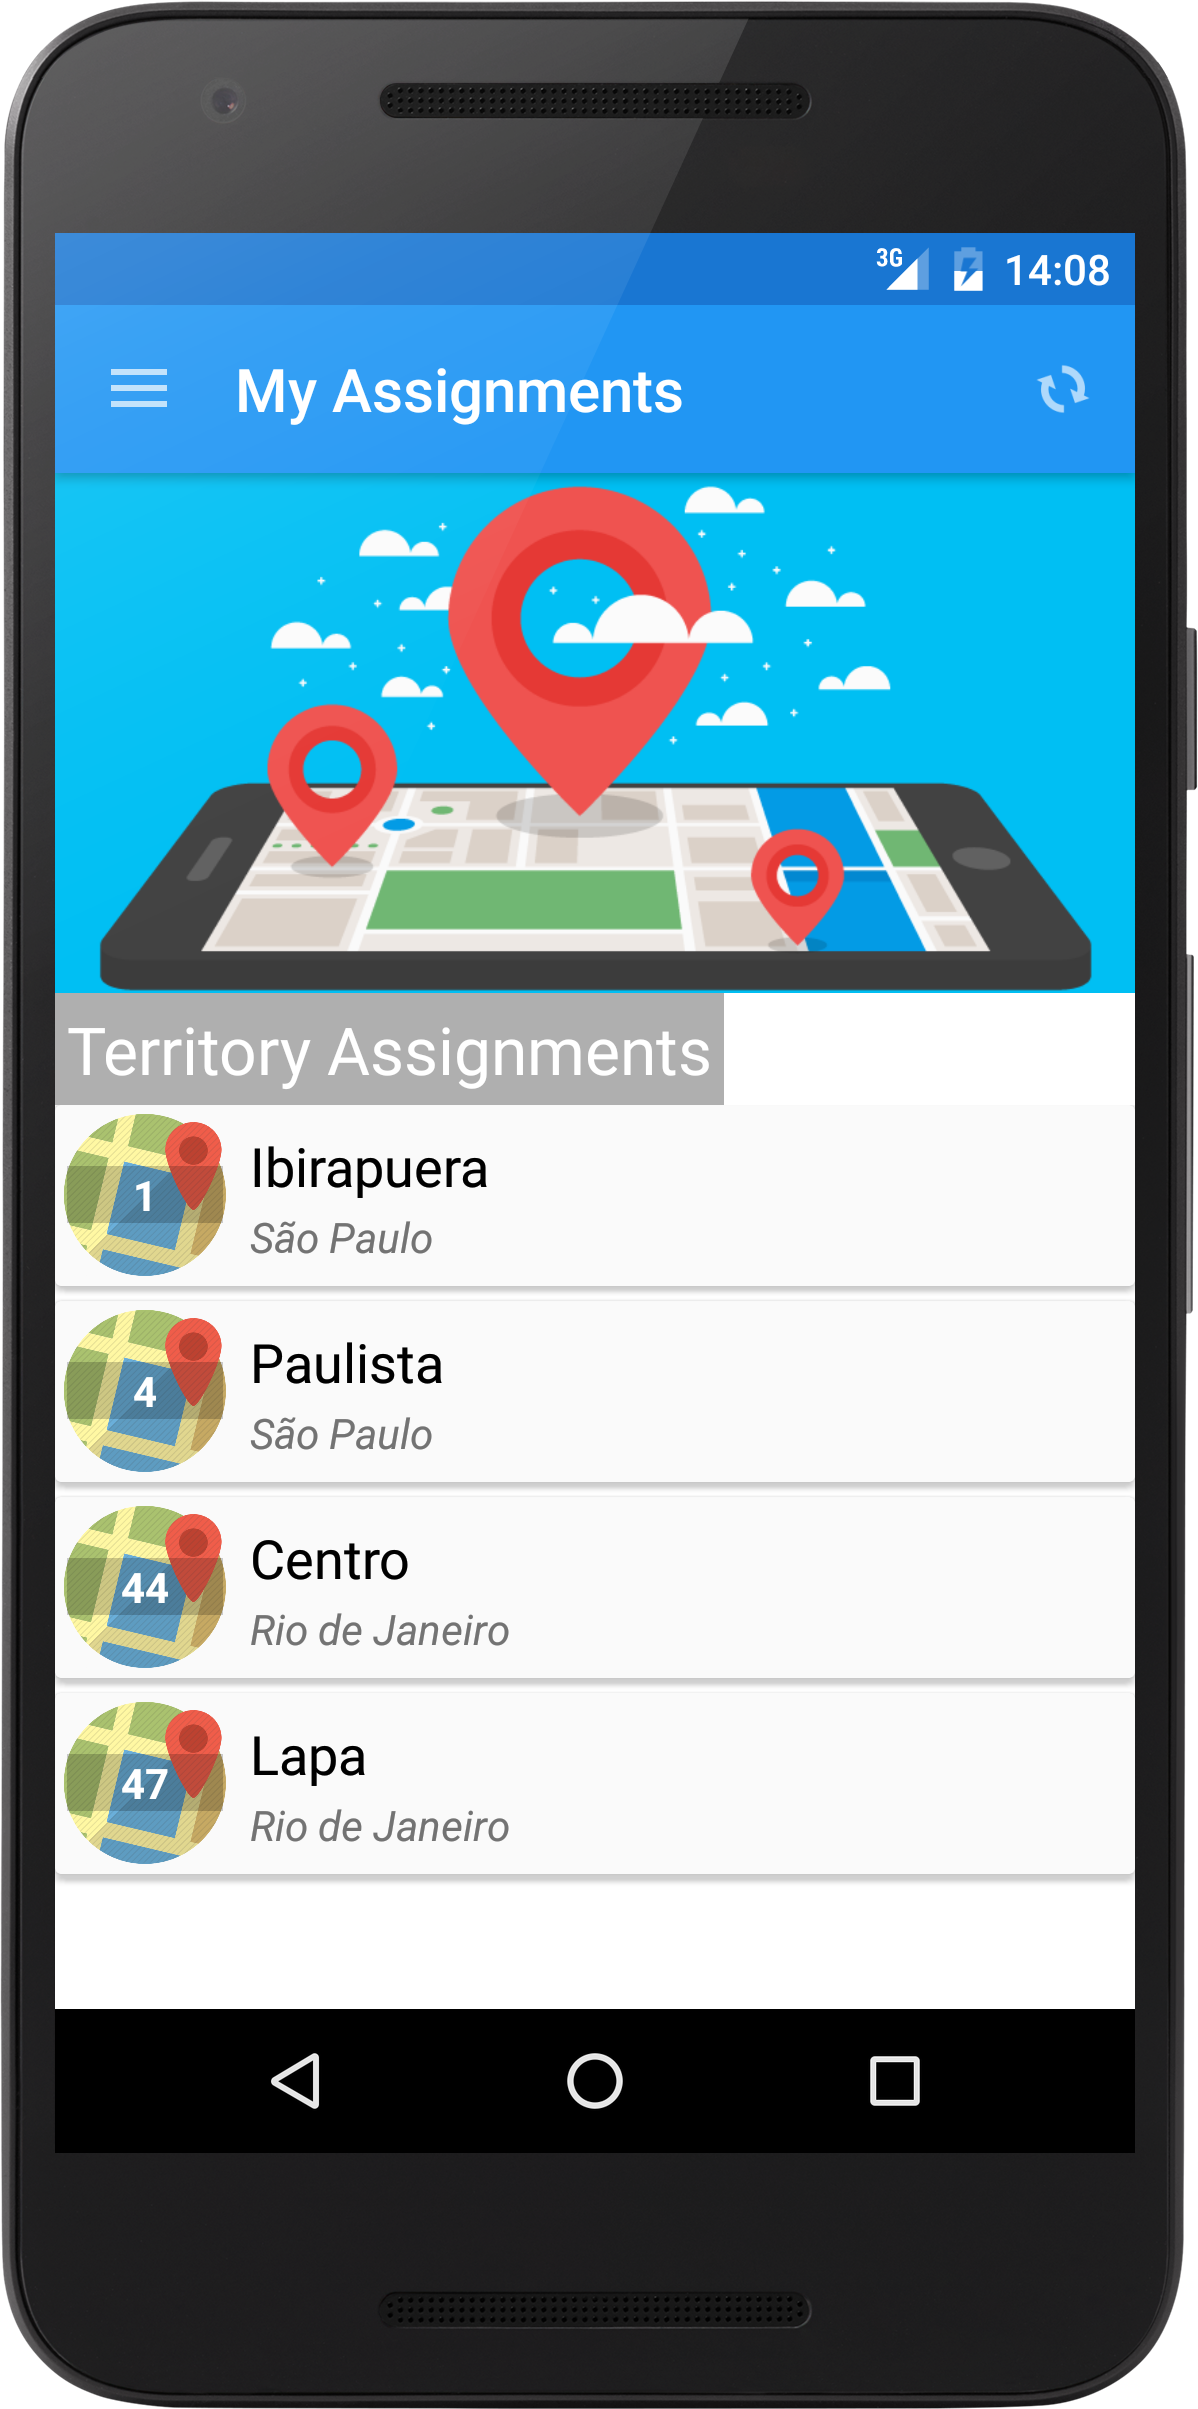 3G 14:08
My Assignments
Territory Assignments
1
Ibirapuera
São Paulo
4
Paulista
São Paulo
44
Centro
Rio de Janeiro
47
Lapa
Rio de Janeiro